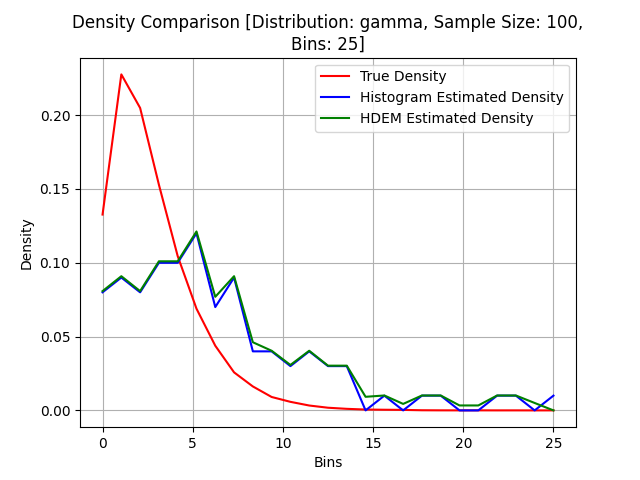 Density Comparison [Distribution: gamma, Sample Size: 100,
Bins: 25]
True Density
Histogram Estimated Density
HDEM Estimated Density
Density
0.20
0.15
0.10
0.05
0.00
0 5 10 15 20 25
Bins